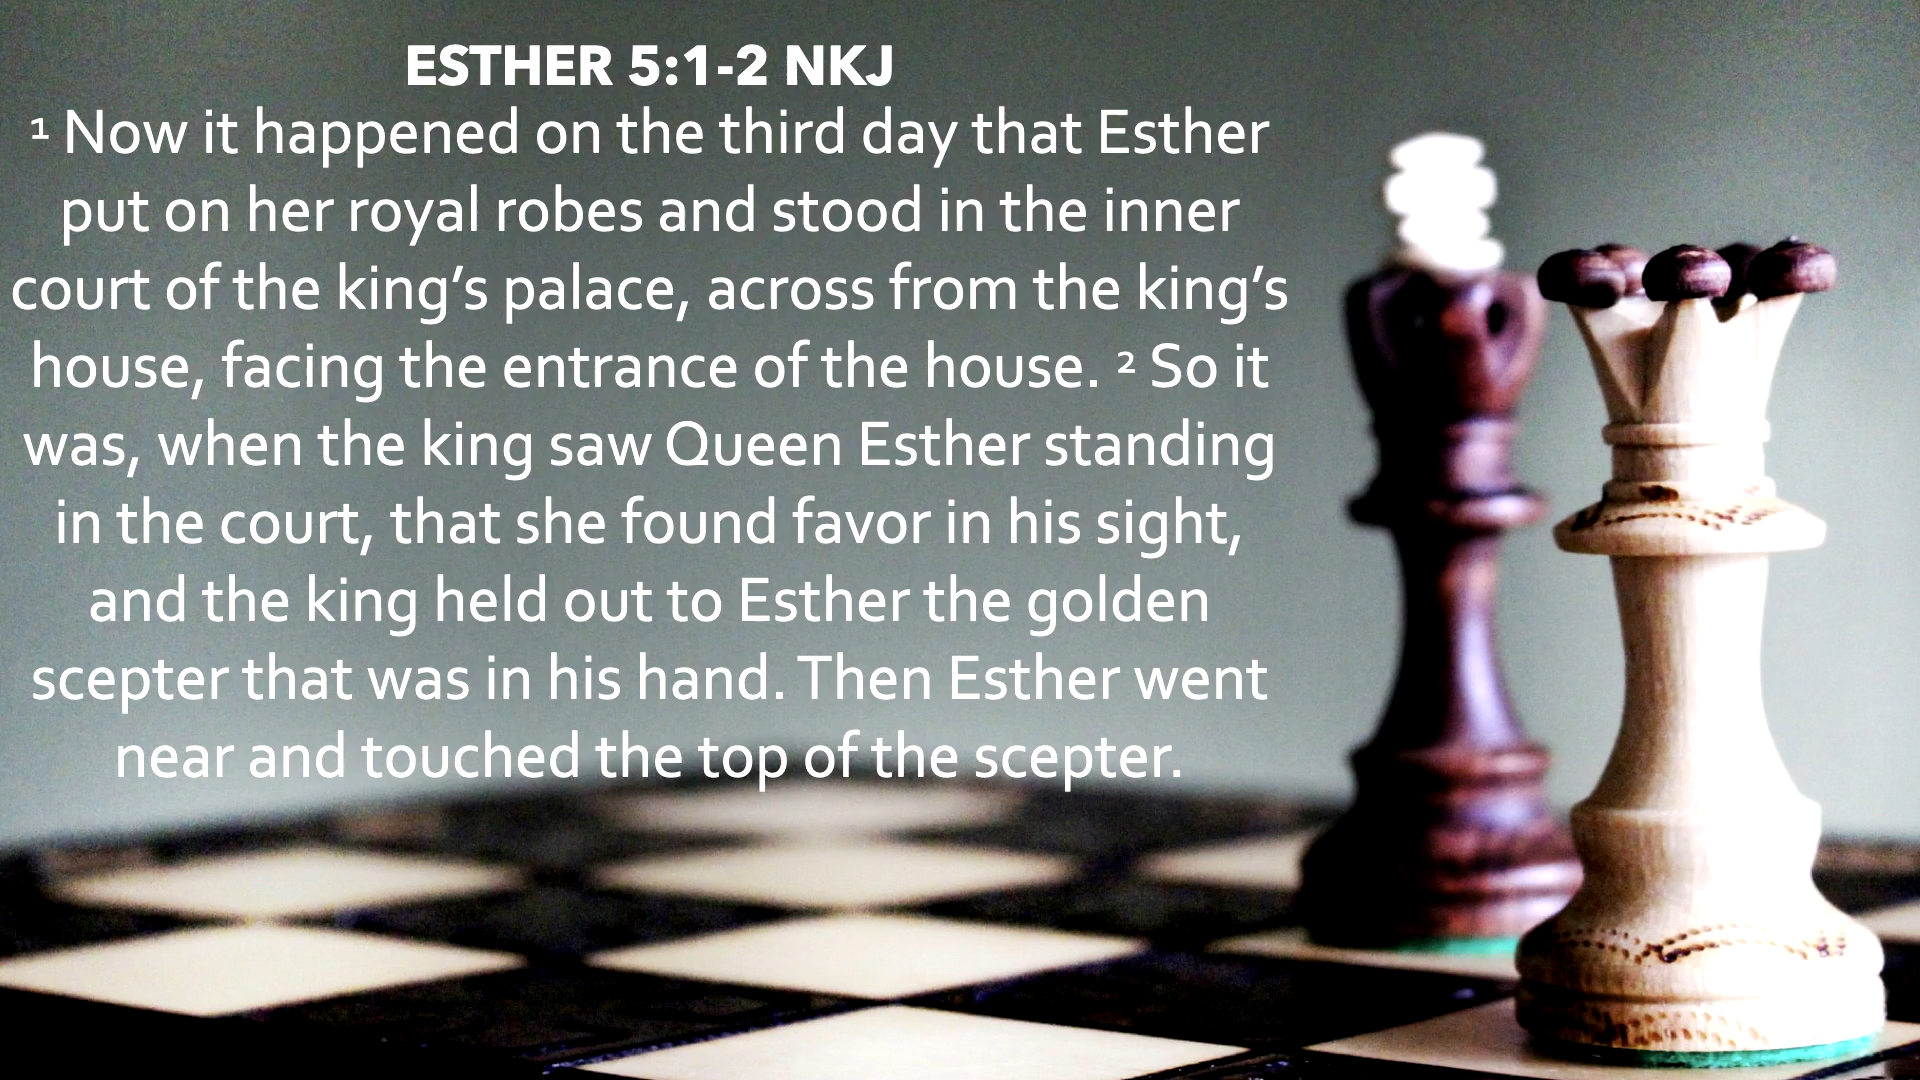 ESTHER 5:1-2 NKJ
¹ Now it happened on the third day that Esther
put on her royal robes and stood in the inner
court of the king’s palace, across from the king’s
house, facing the entrance of the house. ² So it
was, when the king saw Queen Esther standing
in the court, that she found favor in his sight,
and the king held out to Esther the golden
scepter that was in his hand. Then Esther went
near and touched the top of the scepter.